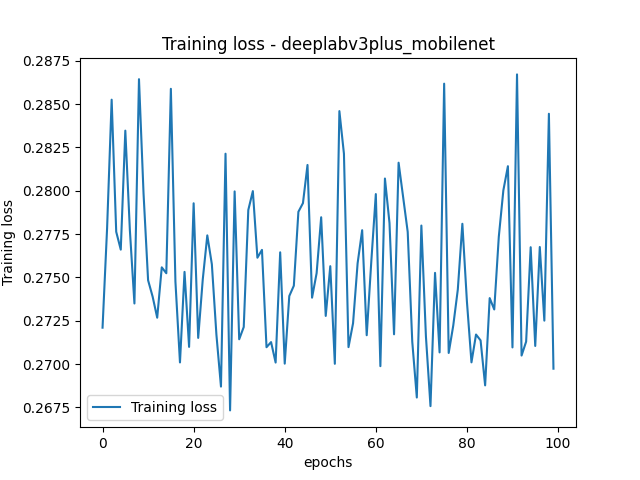 Training loss - deeplabv3plus_mobilenet
0.2875
0.2850
0.2825
0.2800
0.2775
0.2750
0.2725
0.2700
0.2675
Training loss
Training loss
0 20 40 60 80 100
epochs